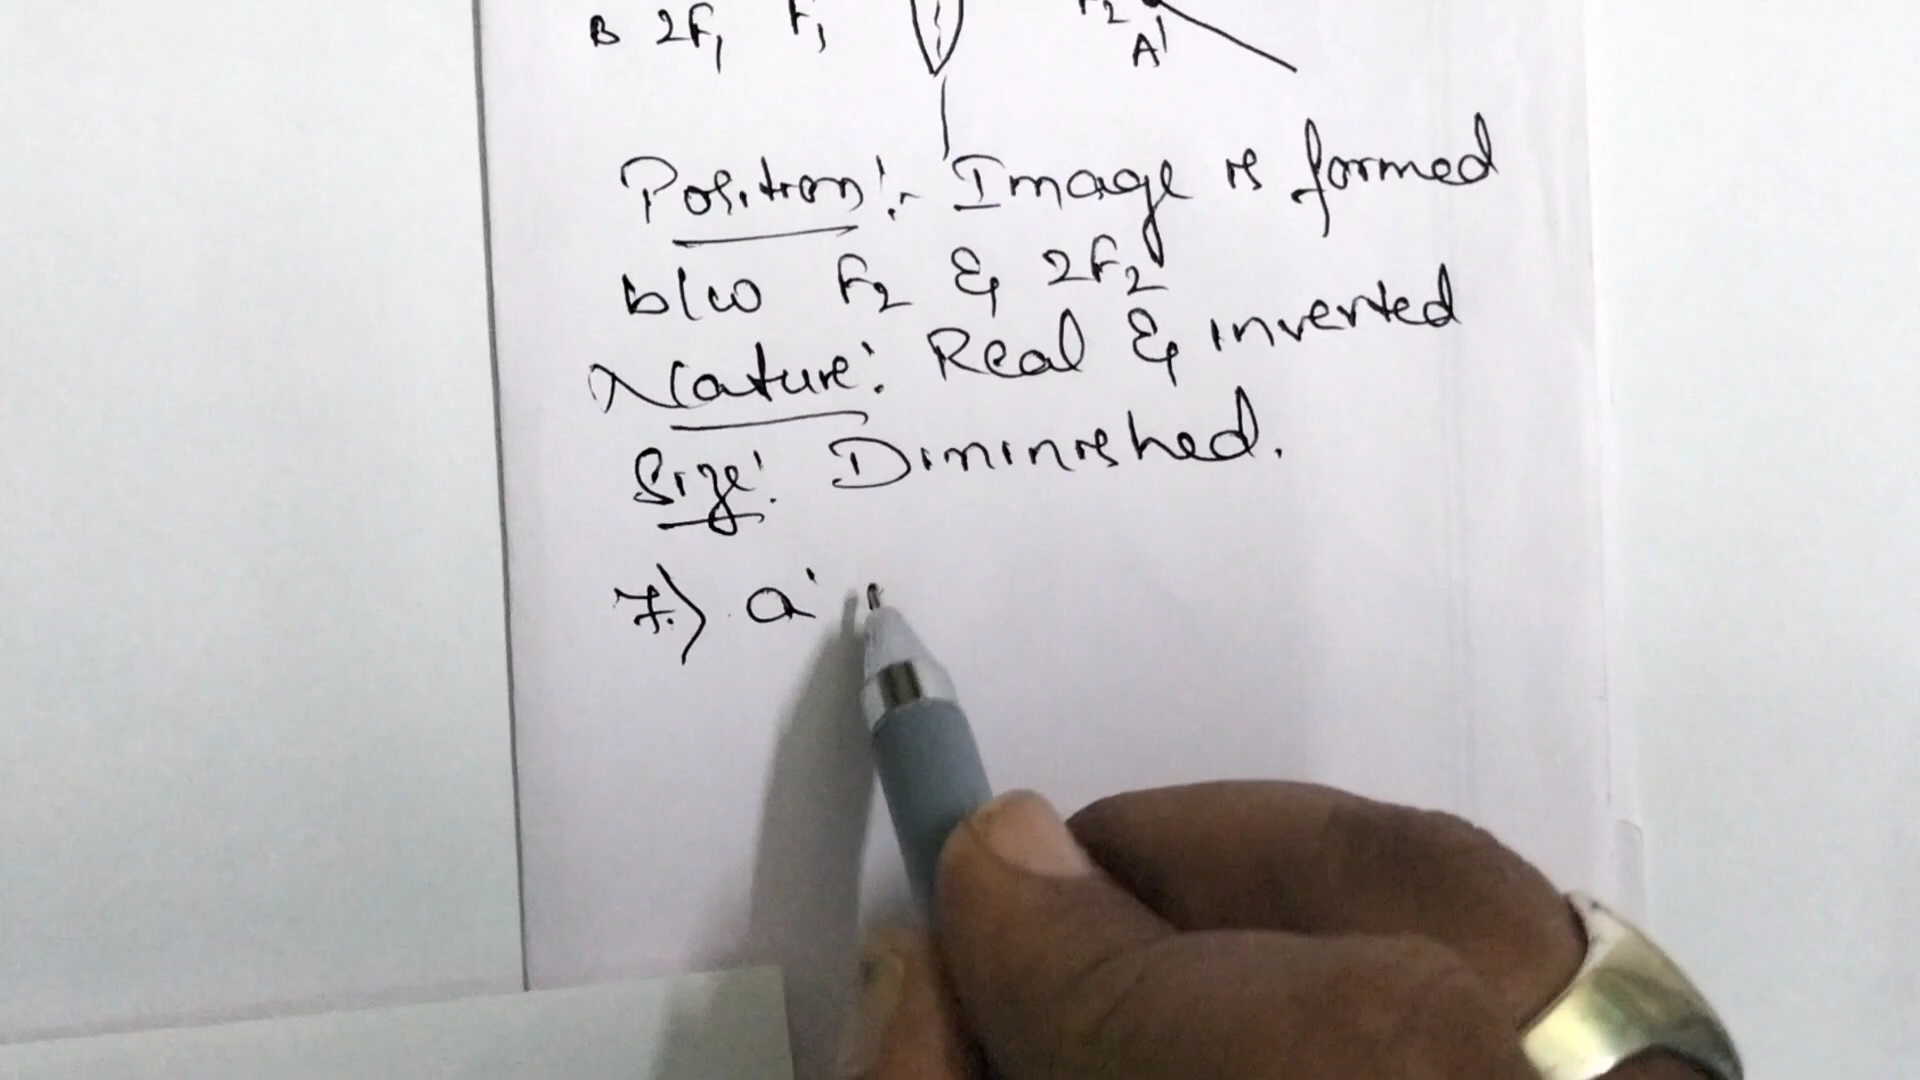 B 2F₁ F₁ F₂
A'
Position:- Image is formed
b/w F₂ & 2F₂
Nature: Real & inverted
Size: Diminished.
7.) a'